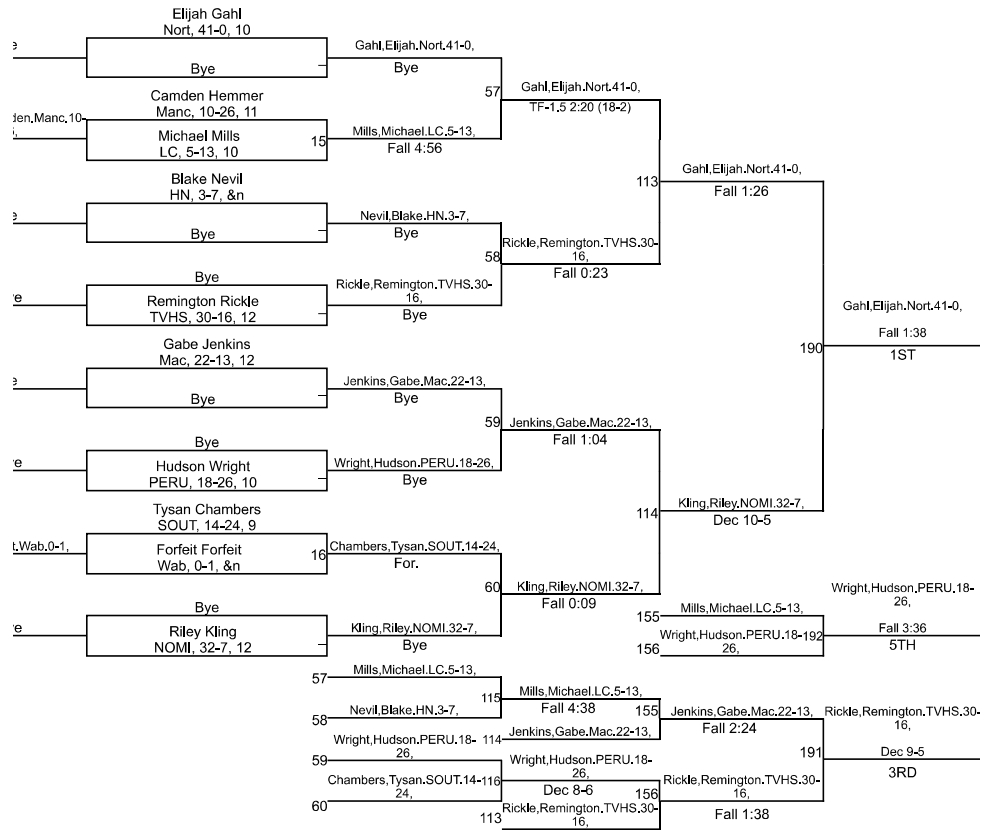 Elijah Gahl
Nort, 41-0, 10
Bye
Camden Hemmer
Manc, 10-26, 11
den.Manc.10-
Michael Mills
LC, 5-13, 10
15
Blake Nevil
HN, 3-7, &n
Bye
Bye
Remington Rickle
TVHS, 30-16, 12
Gabe Jenkins
Mac, 22-13, 12
Bye
Bye
Hudson Wright
PERU, 18-26, 10
Tysan Chambers
SOUT, 14-24, 9
t.Wab.0-1,
Forfeit Forfeit
Wab, 0-1, &n
16
Bye
Riley Kling
NOMI, 32-7, 12
Gahl,Elijah.Nort.41-0,
Bye
57
Mills,Michael.LC.5-13,
Fall 4:56
Nevil,Blake.HN.3-7,
Bye
58
Rickle,Remington.TVHS.30-
16,
Bye
Jenkins,Gabe.Mac.22-13,
Bye
59
Wright,Hudson.PERU.18-26,
Bye
Chambers,Tysan.SOUT.14-24,
For.
60
Kling,Riley.NOMI.32-7,
Bye
Gahl,Elijah.Nort.41-0,
TF-1.5 2:20 (18-2)
113
Rickle,Remington.TVHS.30-
16,
Fall 0:23
Jenkins,Gabe.Mac.22-13,
Fall 1:04
114
Kling,Riley.NOMI.32-7,
Fall 0:09
Gahl,Elijah.Nort.41-0,
Fall 1:26
190
Kling,Riley.NOMI.32-7,
Dec 10-5
Gahl,Elijah.Nort.41-0,
Fall 1:38
1ST
155
Mills,Michael.LC.5-13,
156
Wright,Hudson.PERU.18-
26,
192
Wright,Hudson.PERU.18-
26,
Fall 3:36
5TH
57
Mills,Michael.LC.5-13,
58
Nevil,Blake.HN.3-7,
115
Mills,Michael.LC.5-13,
Fall 4:38
114
Jenkins,Gabe.Mac.22-13,
155
Jenkins,Gabe.Mac.22-13,
Fall 2:24
59
Wright,Hudson.PERU.18-
26,
60
Chambers,Tysan.SOUT.14-
24,
116
Wright,Hudson.PERU.18-
26,
Dec 8-6
113
Rickle,Remington.TVHS.30-
16,
156
Rickle,Remington.TVHS.30-
16,
Fall 1:38
191
Rickle,Remington.TVHS.30-
16,
Dec 9-5
3RD